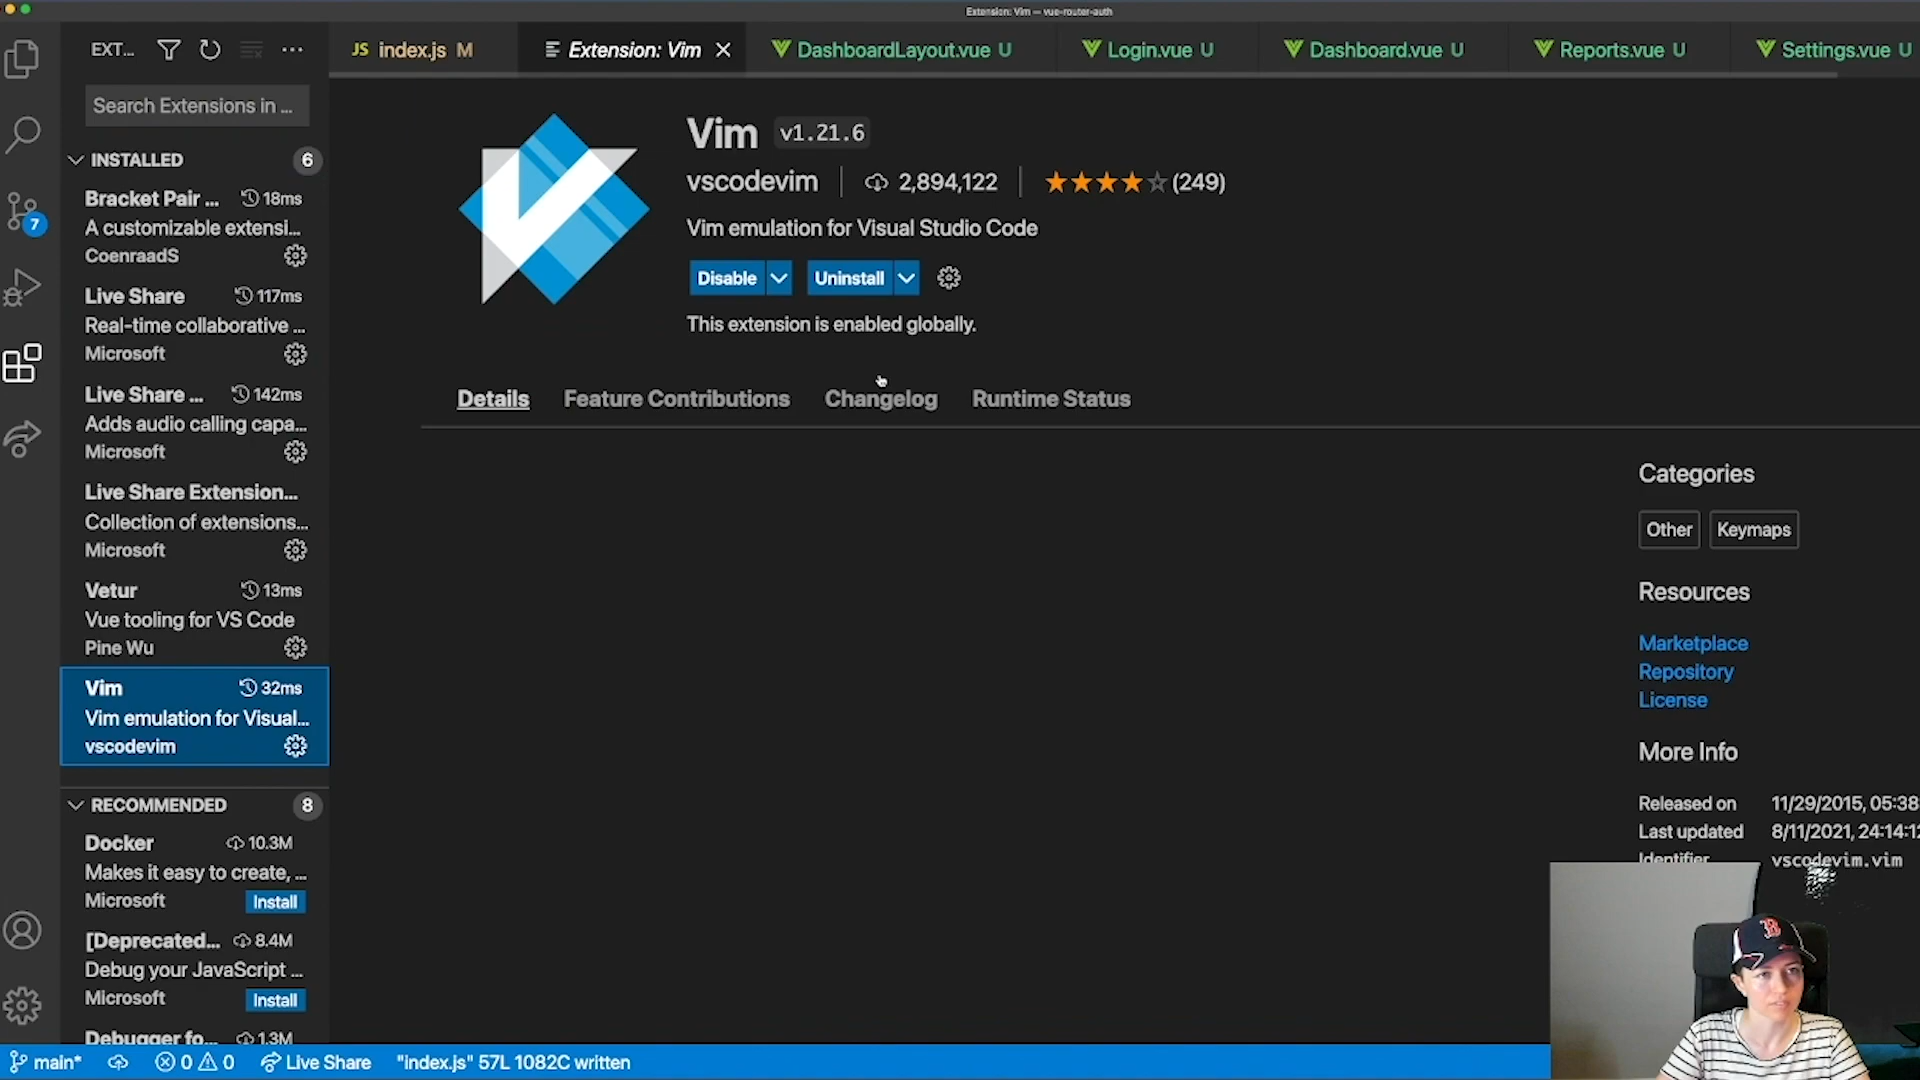 Extension: Vim — vue-router-auth
EXT...
JS index.js M
Extension: Vim
DashboardLayout.vue U
Login.vue U
Dashboard.vue U
Reports.vue U
Settings.vue U
Search Extensions in ...
INSTALLED 6
Bracket Pair ... 18ms
A customizable extensi...
CoenraadS
Live Share 117ms
Real-time collaborative ...
Microsoft
Live Share ... 142ms
Adds audio calling capa...
Microsoft
Live Share Extension...
Collection of extensions...
Microsoft
Vetur 13ms
Vue tooling for VS Code
Pine Wu
Vim 32ms
Vim emulation for Visual...
vscodevim
RECOMMENDED 8
Docker 10.3M
Makes it easy to create, ...
Microsoft Install
[Deprecated... 8.4M
Debug your JavaScript ...
Microsoft Install
Debugger fo... 1.3M
7
Vim v1.21.6
vscodevim 2,894,122 (249)
Vim emulation for Visual Studio Code
Disable Uninstall
This extension is enabled globally.
Details Feature Contributions Changelog Runtime Status
Categories
Other Keymaps
Resources
Marketplace
Repository
License
More Info
Released on 11/29/2015, 05:38
Last updated 8/11/2021, 24:14:12
Identifier vscodevim.vim
B
main* 0 0 Live Share "index.js" 57L 1082C written